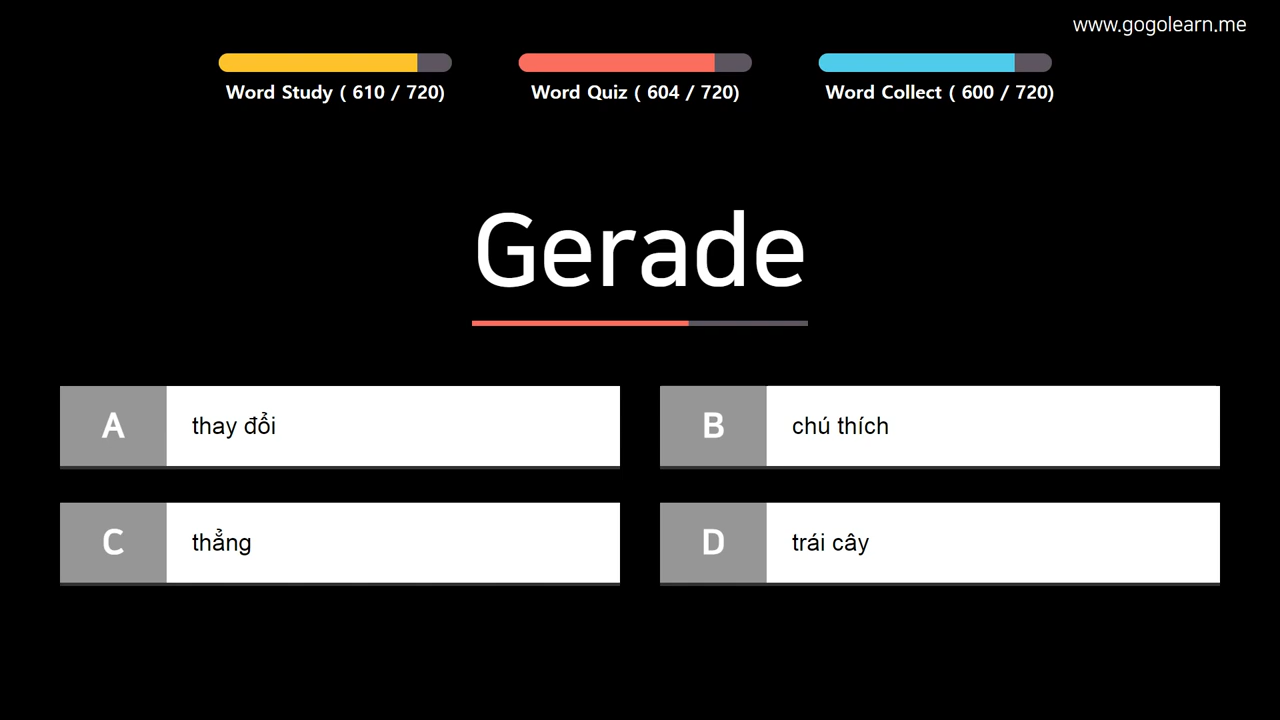 www.gogolearn.me
Word Study ( 610 / 720)
Word Quiz ( 604 / 720)
Word Collect ( 600 / 720)
Gerade
A
thay đổi
B
chú thích
C
thẳng
D
trái cây